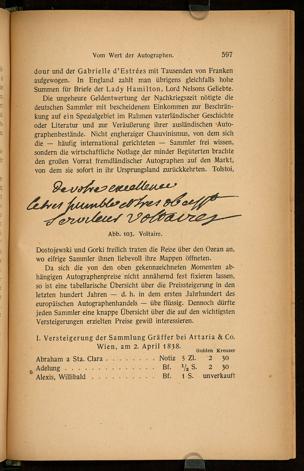 Vom Wert der Autographen. 597
dour und der Gabrielle d'Estrées mit Tausenden von Franken
aufgewogen. In England zahlt man übrigens gleichfalls hohe
Summen für Briefe der Lady Hamilton, Lord Nelsons Geliebte.
Die ungeheure Geldentwertung der Nachkriegszeit nötigte die
deutschen Sammler mit bescheidenem Einkommen zur Beschrän-
kung auf ein Spezialgebiet im Rahmen vaterländischer Geschichte
oder Literatur und zur Veräußerung ihrer ausländischen Auto-
graphenbestände. Nicht engherziger Chauvinismus, von dem sich
die — häufig international gerichteten — Sammler frei wissen,
sondern die wirtschaftliche Notlage der minder Begüterten brachte
den großen Vorrat fremdländischer Autographen auf den Markt,
von dem sie sofort in ihr Ursprungsland zurückkehrten. Tolstoi,
De votre excellence
le tres humble et tres obeisst
serviteur Voltaire
Abb. 103. Voltaire.
Dostojewski und Gorki freilich traten die Reise über den Ozean an,
wo eifrige Sammler ihnen liebevoll ihre Mappen öffneten.
Da sich die von den oben gekennzeichneten Momenten ab-
hängigen Autographenpreise nicht annähernd fest fixieren lassen,
so ist eine tabellarische Übersicht über die Preissteigerung in den
letzten hundert Jahren — d. h. in dem ersten Jahrhundert des
europäischen Autographenhandels — übe flüssig. Dennoch dürfte
jedem Sammler eine knappe Übersicht über die auf den wichtigsten
Versteigerungen erzielten Preise gewiß interessieren.
I. Versteigerung der Sammlung Gräffer bei Artaria & Co.
Wien, am 2. April 1838.
Gulden Kreuzer
Abraham a Sta. Clara . . . . . . . . Notiz 3 Zl. 2 30
Adelung . . . . . . . . . . . . . Bf. ½ S. 2 30
Alexis, Willibald . . . . . . . . . Bf. 1 S. unverkauft